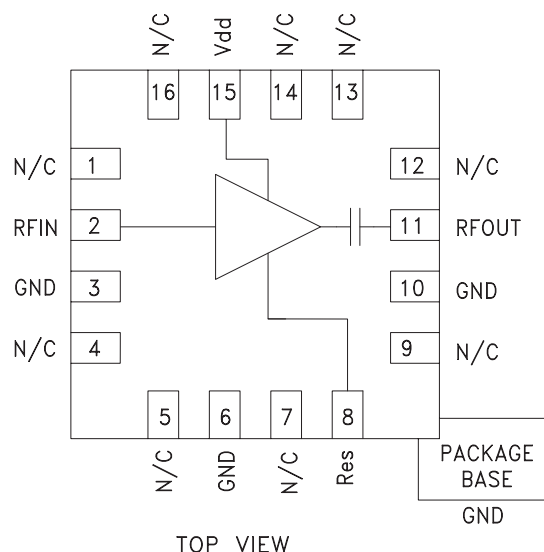 N/C Vdd N/C N/C
16 15 14 13
N/C 1 12 N/C
RFIN 2 11 RFOUT
GND 3 10 GND
N/C 4 9 N/C
5 6 7 8
N/C GND N/C Res
PACKAGE
BASE
GND
TOP VIEW